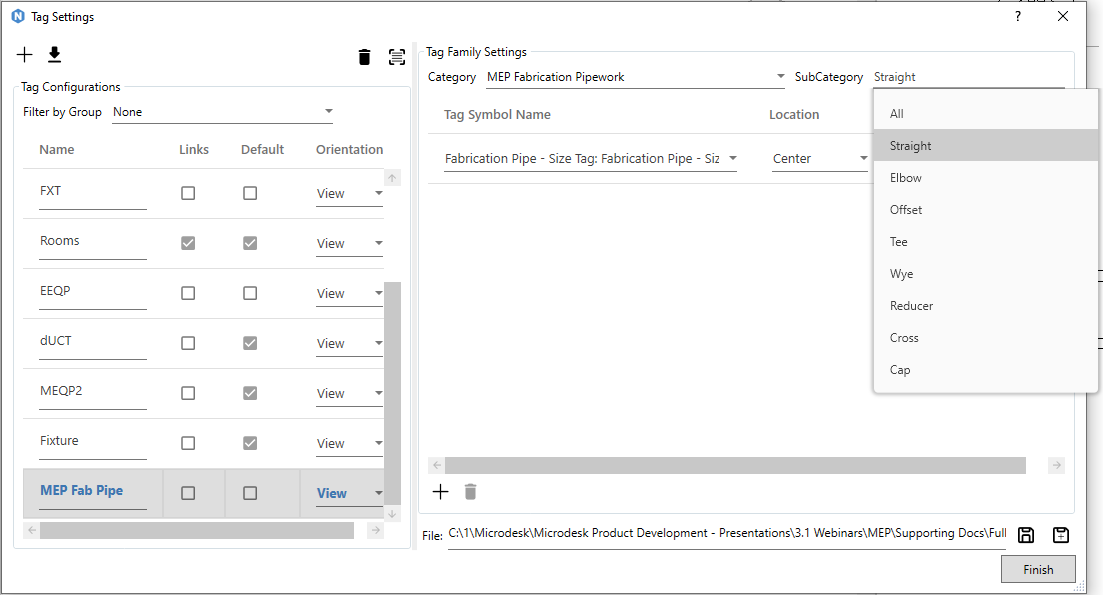 Tag Settings
?
Tag Configurations
Filter by Group None
Name Links Default Orientation
FXT View
Rooms View
EEQP View
dUCT View
MEQP2 View
Fixture View
MEP Fab Pipe View
Tag Family Settings
Category MEP Fabrication Pipework SubCategory Straight
Tag Symbol Name Location
Fabrication Pipe - Size Tag: Fabrication Pipe - Siz Center
All
Straight
Elbow
Offset
Tee
Wye
Reducer
Cross
Cap
File: C:\1\Microdesk\Microdesk Product Development - Presentations\3.1 Webinars\MEP\Supporting Docs\Full
Finish